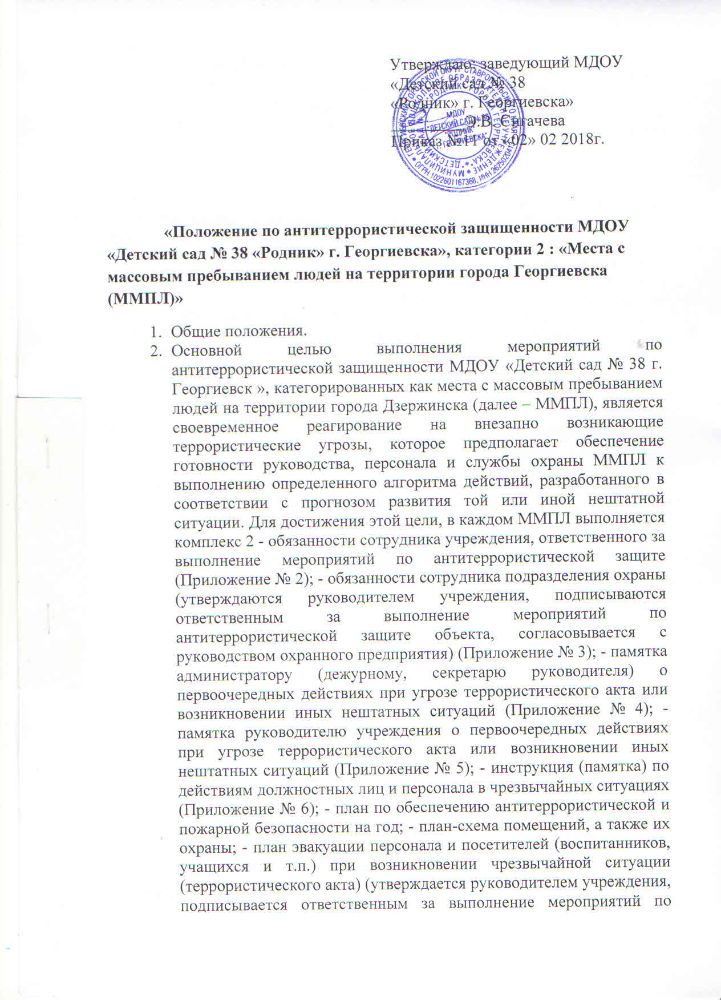 Утверждаю: заведующий МДОУ
«Детский сад № 38
«Родник» г. Георгиевска»
Э.В. Сигачева
Приказ №11 от «02» 02 2018г.
МДОУ
"ДЕТСКИЙ САД № 38
"РОДНИК"
Г. ГЕОРГИЕВСКА"
ОГРН 1022601167368, ИНН
«Положение по антитеррористической защищенности МДОУ
«Детский сад № 38 «Родник» г. Георгиевска», категории 2 : «Места с
массовым пребыванием людей на территории города Георгиевска
(ММПЛ)»
1. Общие положения.
2. Основной целью выполнения мероприятий по
антитеррористической защищенности МДОУ «Детский сад № 38 г.
Георгиевск », категорированных как места с массовым пребыванием
людей на территории города Дзержинска (далее – ММПЛ), является
своевременное реагирование на внезапно возникающие
террористические угрозы, которое предполагает обеспечение
готовности руководства, персонала и службы охраны ММПЛ к
выполнению определенного алгоритма действий, разработанного в
соответствии с прогнозом развития той или иной нештатной
ситуации. Для достижения этой цели, в каждом ММПЛ выполняется
комплекс 2 - обязанности сотрудника учреждения, ответственного за
выполнение мероприятий по антитеррористической защите
(Приложение № 2); - обязанности сотрудника подразделения охраны
(утверждаются руководителем учреждения, подписываются
ответственным за выполнение мероприятий по
антитеррористической защите объекта, согласовывается с
руководством охранного предприятия) (Приложение № 3); - памятка
администратору (дежурному, секретарю руководителя) о
первоочередных действиях при угрозе террористического акта или
возникновении иных нештатных ситуаций (Приложение № 4); -
памятка руководителю учреждения о первоочередных действиях
при угрозе террористического акта или возникновении иных
нештатных ситуаций (Приложение № 5); - инструкция (памятка) по
действиям должностных лиц и персонала в чрезвычайных ситуациях
(Приложение № 6); - план по обеспечению антитеррористической и
пожарной безопасности на год; - план-схема помещений, а также их
охраны; - план эвакуации персонала и посетителей (воспитанников,
учащихся и т.п.) при возникновении чрезвычайной ситуации
(террористического акта) (утверждается руководителем учреждения,
подписывается ответственным за выполнение мероприятий по